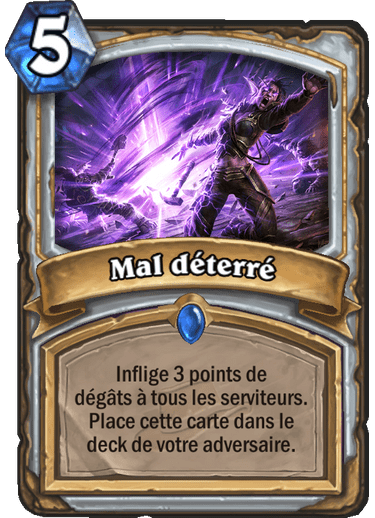 5
Mal déterré
Inflige 3 points de
dégâts à tous les serviteurs.
Place cette carte dans le
deck de votre adversaire.